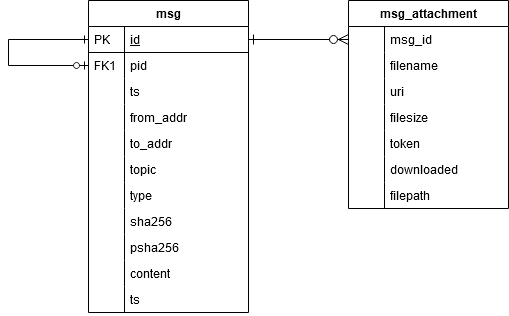 msg
PK id
FK1 pid
ts
from_addr
to_addr
topic
type
sha256
psha256
content
ts
msg_attachment
msg_id
filename
uri
filesize
token
downloaded
filepath